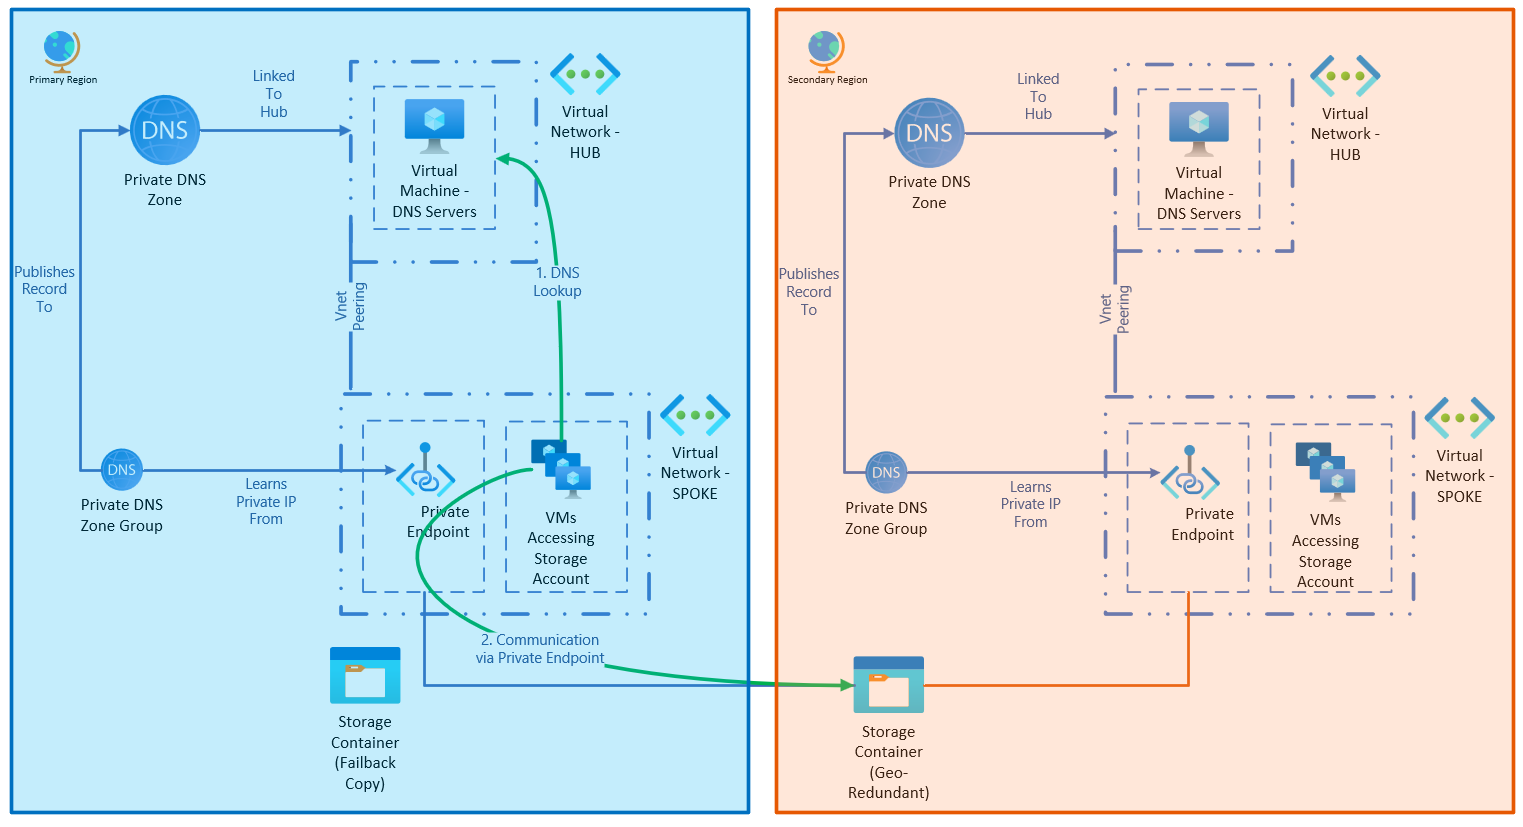 Primary Region
Linked
To
Hub
DNS
Private DNS
Zone
Virtual
Machine -
DNS Servers
Virtual
Network -
HUB
Publishes
Record
To
Vnet
Peering
1. DNS
Lookup
DNS
Private DNS
Zone Group
Learns
Private IP
From
Private
Endpoint
VMs
Accessing
Storage
Account
Virtual
Network -
SPOKE
2. Communication
via Private Endpoint
Storage
Container
(Failback
Copy)
Secondary Region
Linked
To
Hub
DNS
Private DNS
Zone
Virtual
Machine -
DNS Servers
Virtual
Network -
HUB
Publishes
Record
To
Vnet
Peering
DNS
Private DNS
Zone Group
Learns
Private IP
From
Private
Endpoint
VMs
Accessing
Storage
Account
Virtual
Network -
SPOKE
Storage
Container
(Geo-
Redundant)